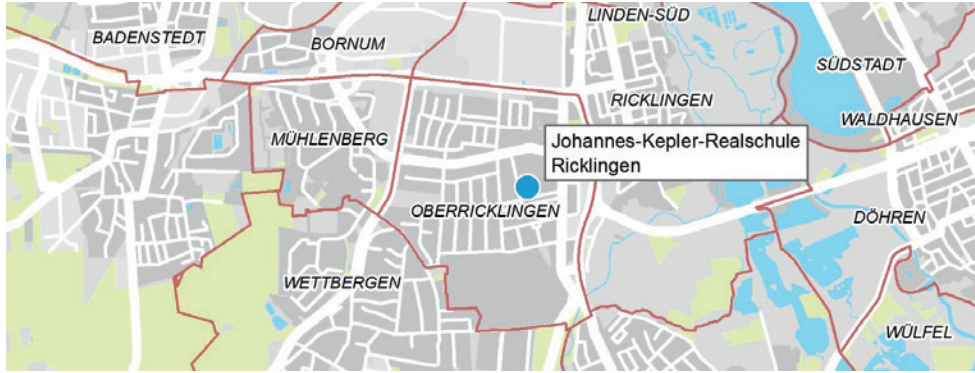 LINDEN-SÜD
BADENSTEDT
BORNUM
SÜDSTADT
RICKLINGEN
WALDHAUSEN
MÜHLENBERG
Johannes-Kepler-Realschule
Ricklingen
OBERRICKLINGEN
DÖHREN
WETTBERGEN
WÜLFEL